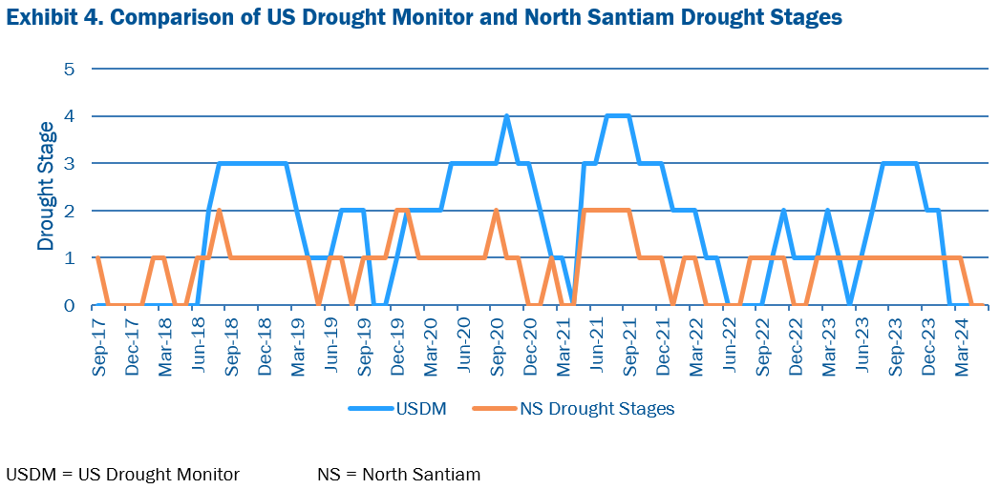 Exhibit 4. Comparison of US Drought Monitor and North Santiam Drought Stages
5
4
3
2
1
0
Drought Stage
Sep-17
Dec-17
Mar-18
Jun-18
Sep-18
Dec-18
Mar-19
Jun-19
Sep-19
Dec-19
Mar-20
Jun-20
Sep-20
Dec-20
Mar-21
Jun-21
Sep-21
Dec-21
Mar-22
Jun-22
Sep-22
Dec-22
Mar-23
Jun-23
Sep-23
Dec-23
Mar-24
USDM NS Drought Stages
USDM = US Drought Monitor NS = North Santiam